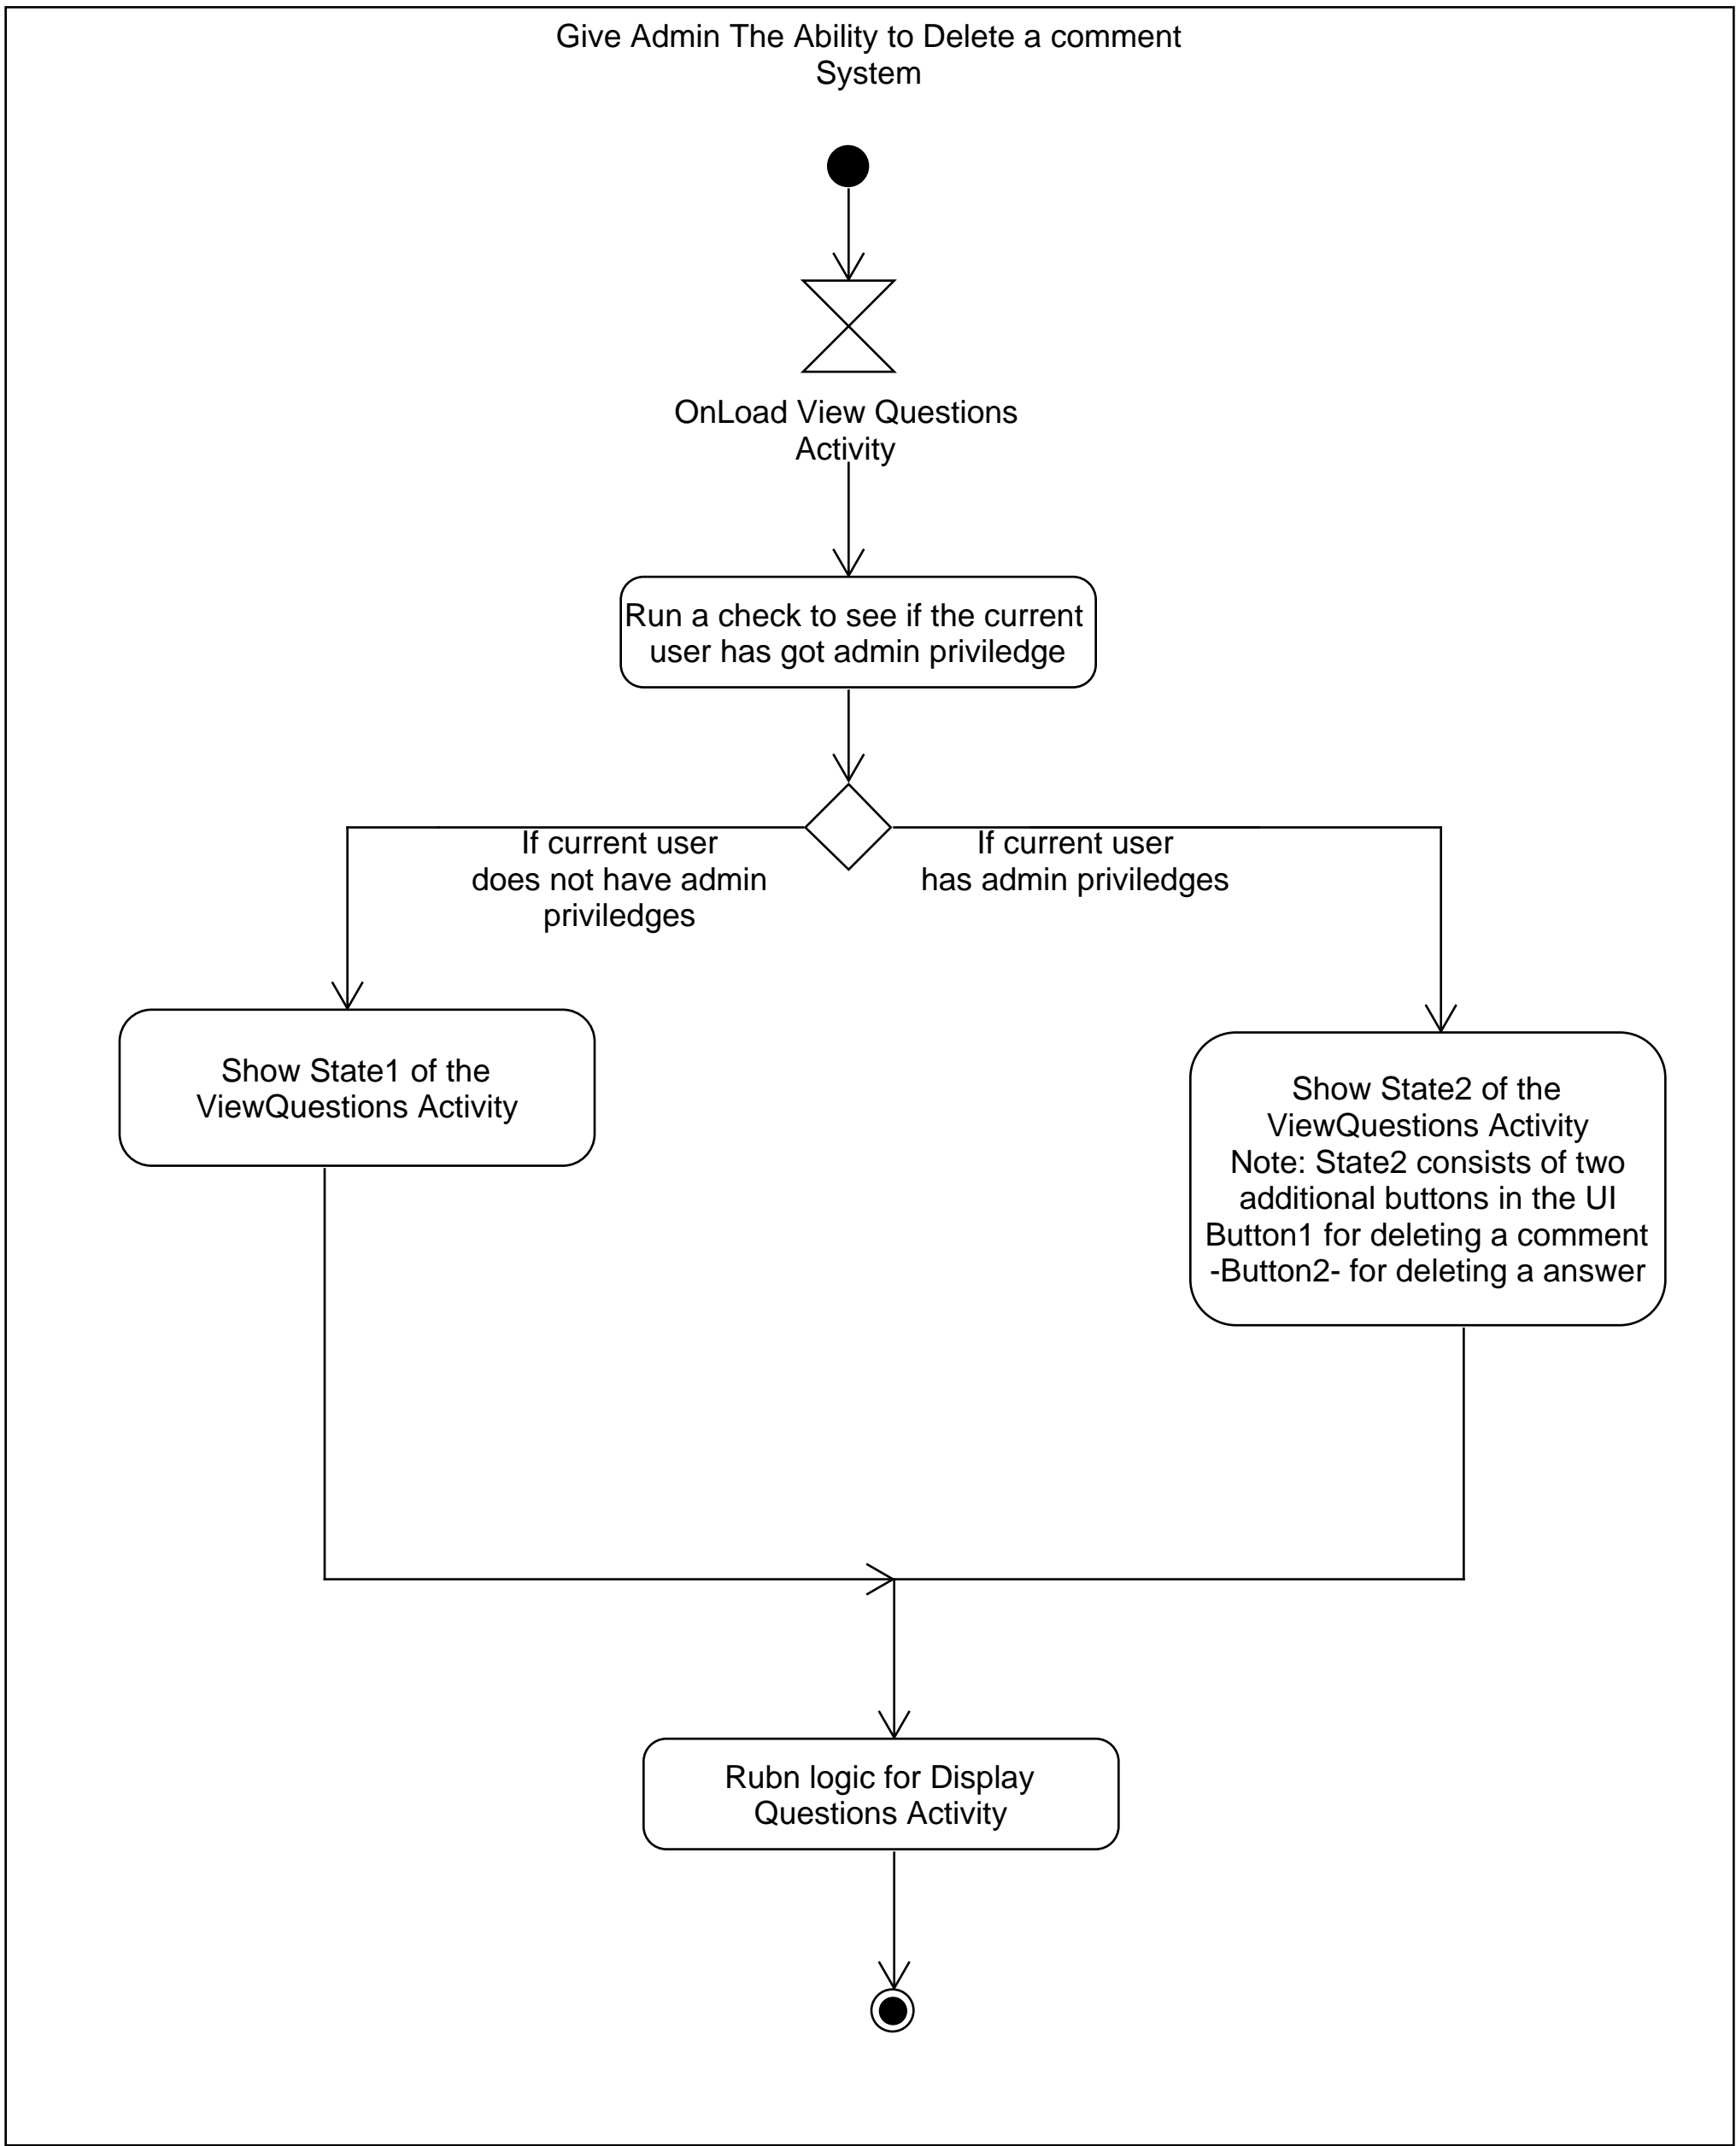 Give Admin The Ability to Delete a comment
System
OnLoad View Questions
Activity
Run a check to see if the current
user has got admin priviledge
If current user
does not have admin
priviledges
If current user
has admin priviledges
Show State1 of the
ViewQuestions Activity
Show State2 of the
ViewQuestions Activity
Note: State2 consists of two
additional buttons in the UI
Button1 for deleting a comment
-Button2- for deleting a answer
Rubn logic for Display
Questions Activity